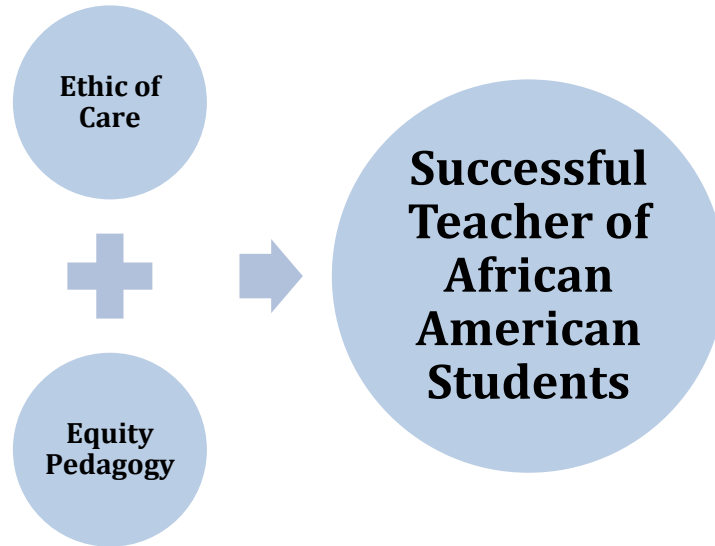 Ethic of
Care
Equity
Pedagogy
Successful
Teacher of
African
American
Students